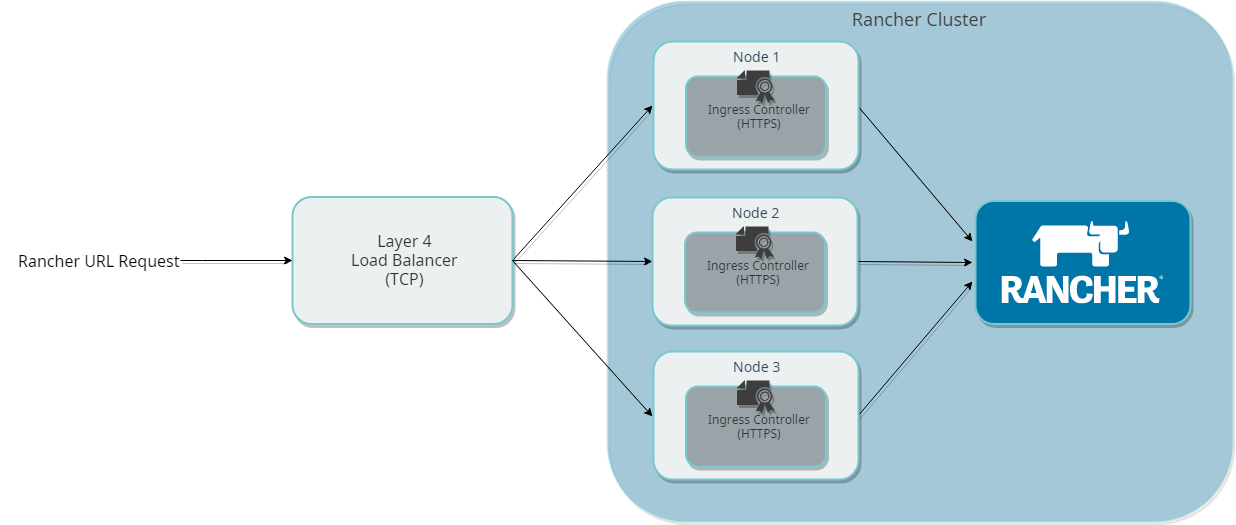 Rancher Cluster
Node 1
Ingress Controller
(HTTPS)
Node 2
Ingress Controller
(HTTPS)
Layer 4
Load Balancer
(TCP)
Rancher URL Request
RANCHER®
Node 3
Ingress Controller
(HTTPS)